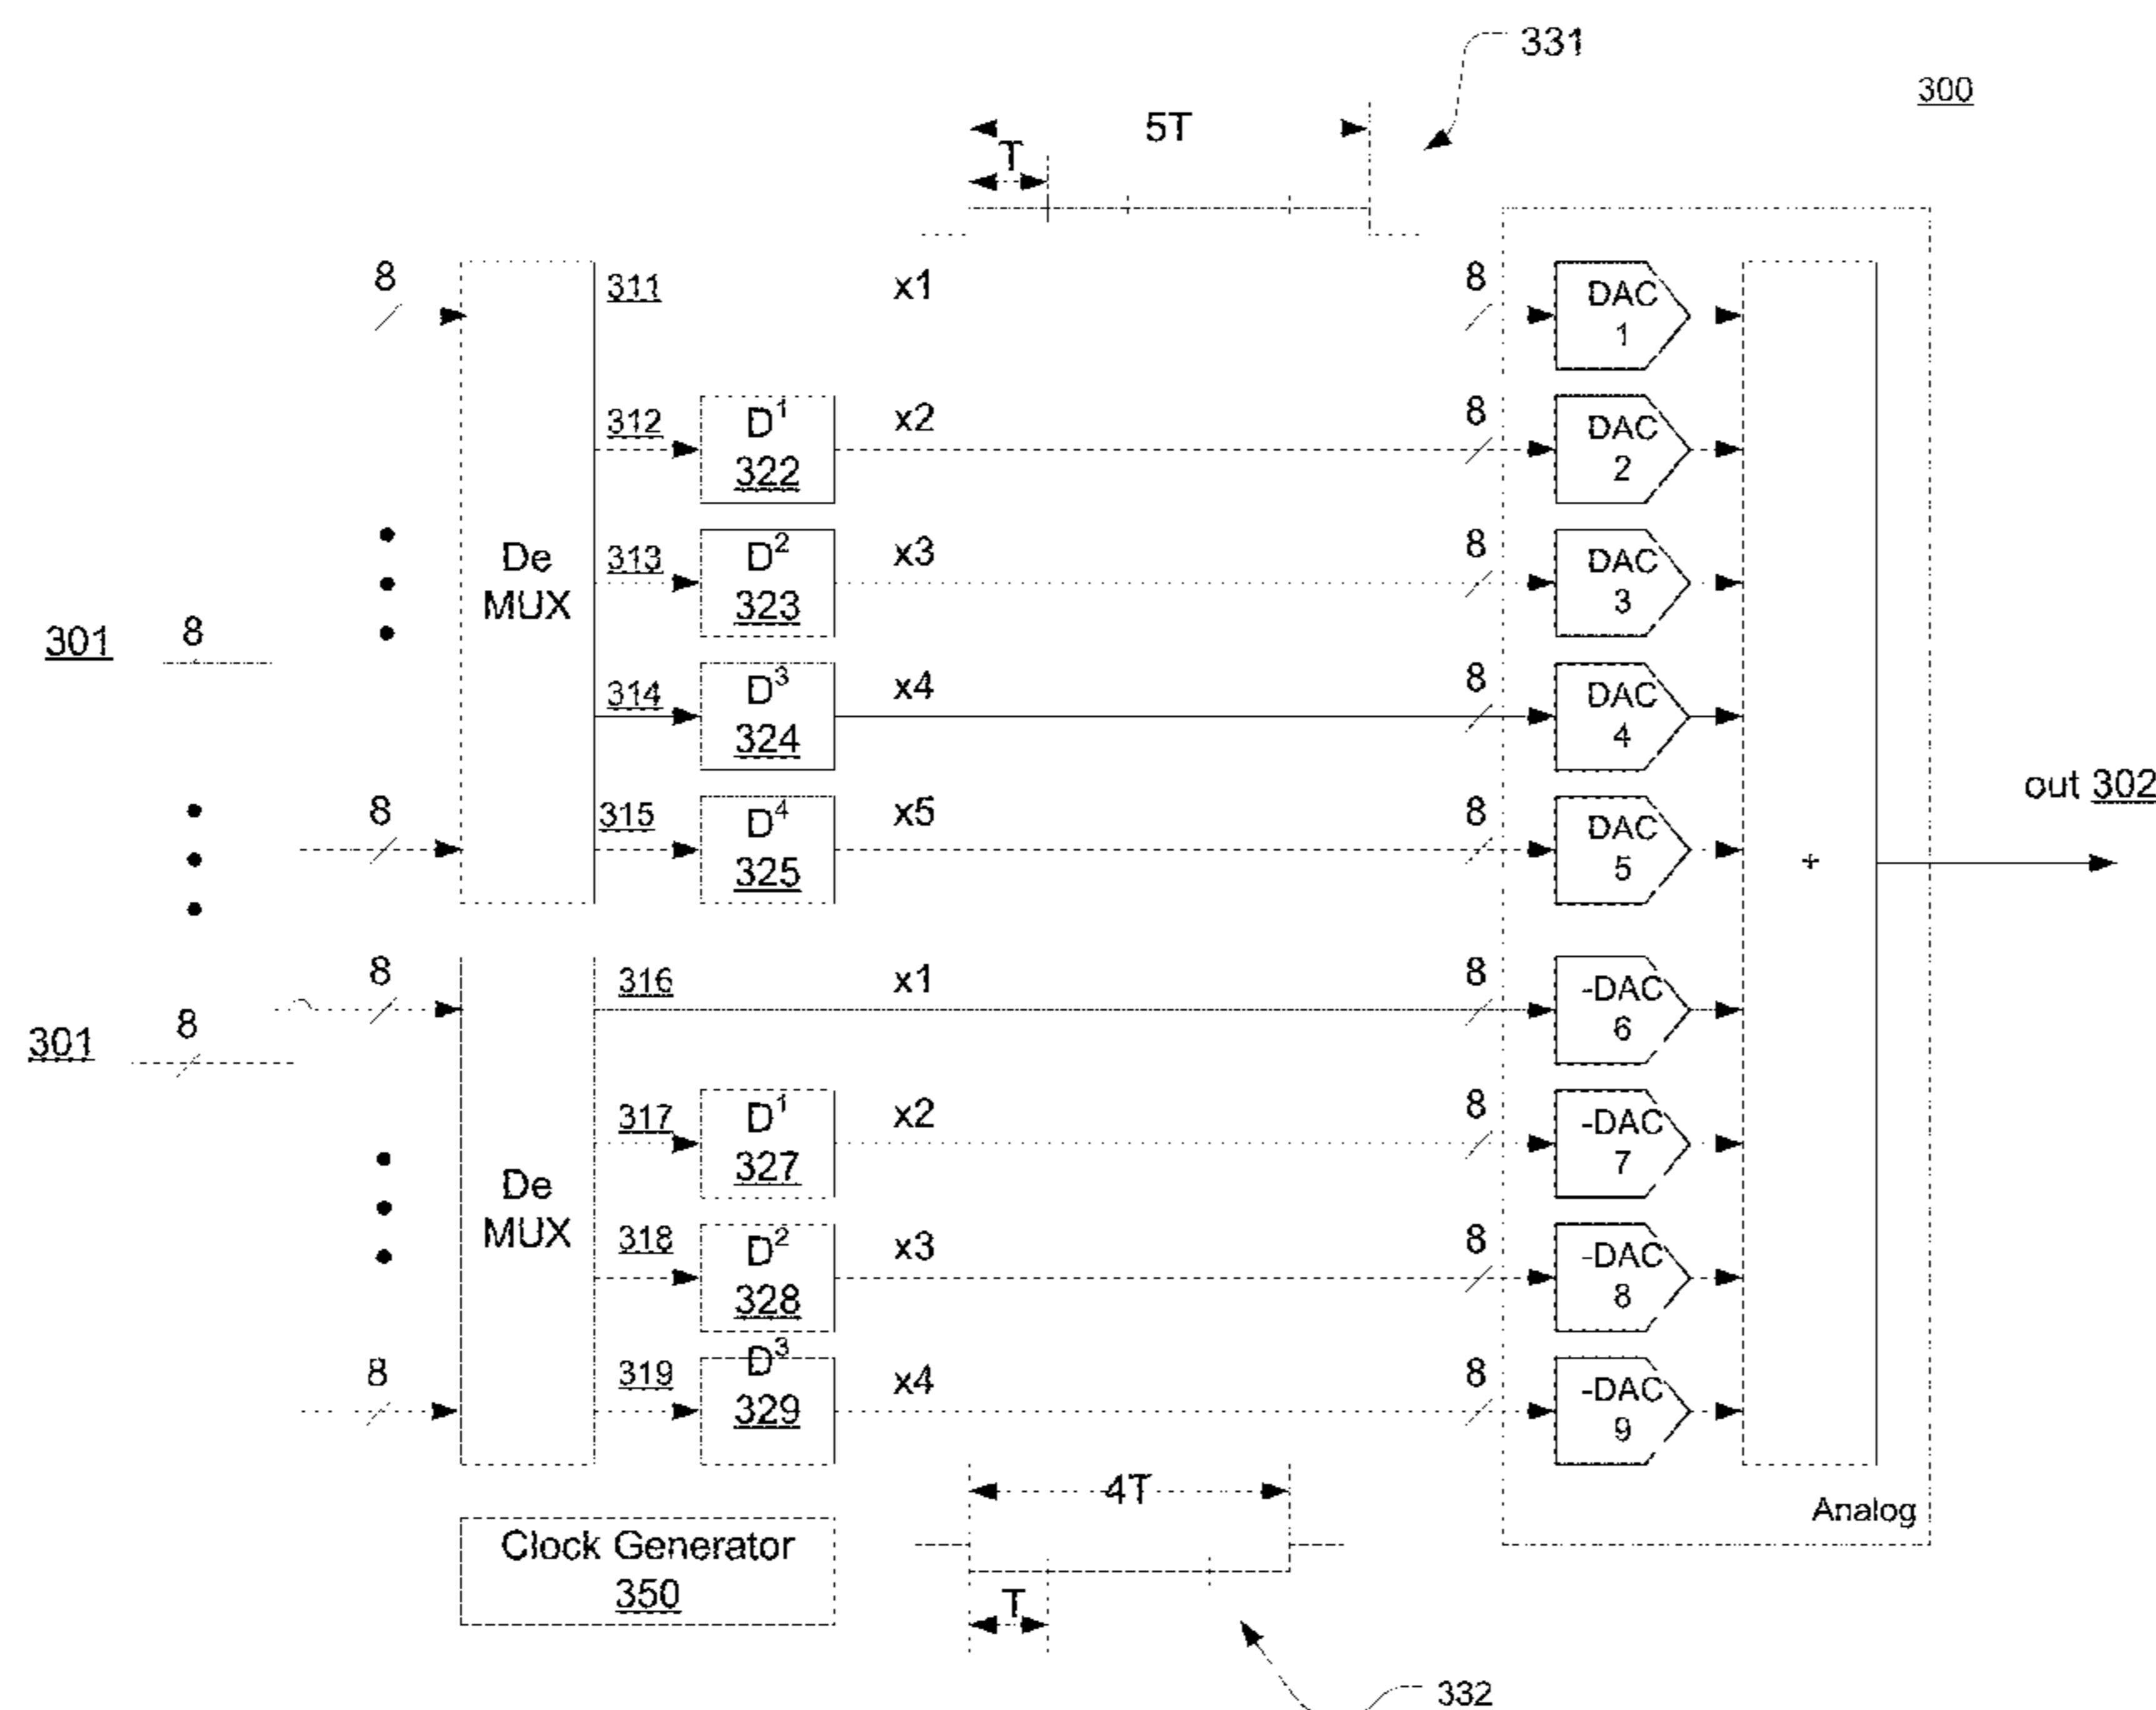 331
300
5T
T
8
311
x1
8
DAC
1
312
D1
322
x2
8
DAC
2
De
MUX
313
D2
323
x3
8
DAC
3
301
8
314
D3
324
x4
8
DAC
4
8
315
D4
325
x5
8
DAC
5
+
out 302
8
316
x1
8
-DAC
6
301
8
317
D1
327
x2
8
-DAC
7
De
MUX
318
D2
328
x3
8
-DAC
8
8
319
D3
329
x4
8
-DAC
9
4T
Analog
Clock Generator
350
T
332